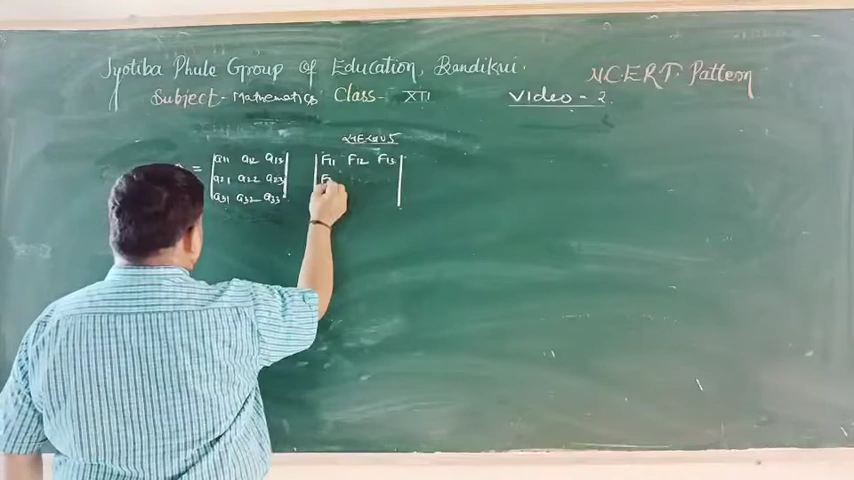 Jyotiba Phule Group of Education, Bandikui.
N.C.E.R.T. Pattern
Subject:- Mathematics Class- XII
Video - 2
= | a11 a12 a13 | | F11 F12 F13 |
a21 a22 a23 F2
a31 a32 a33